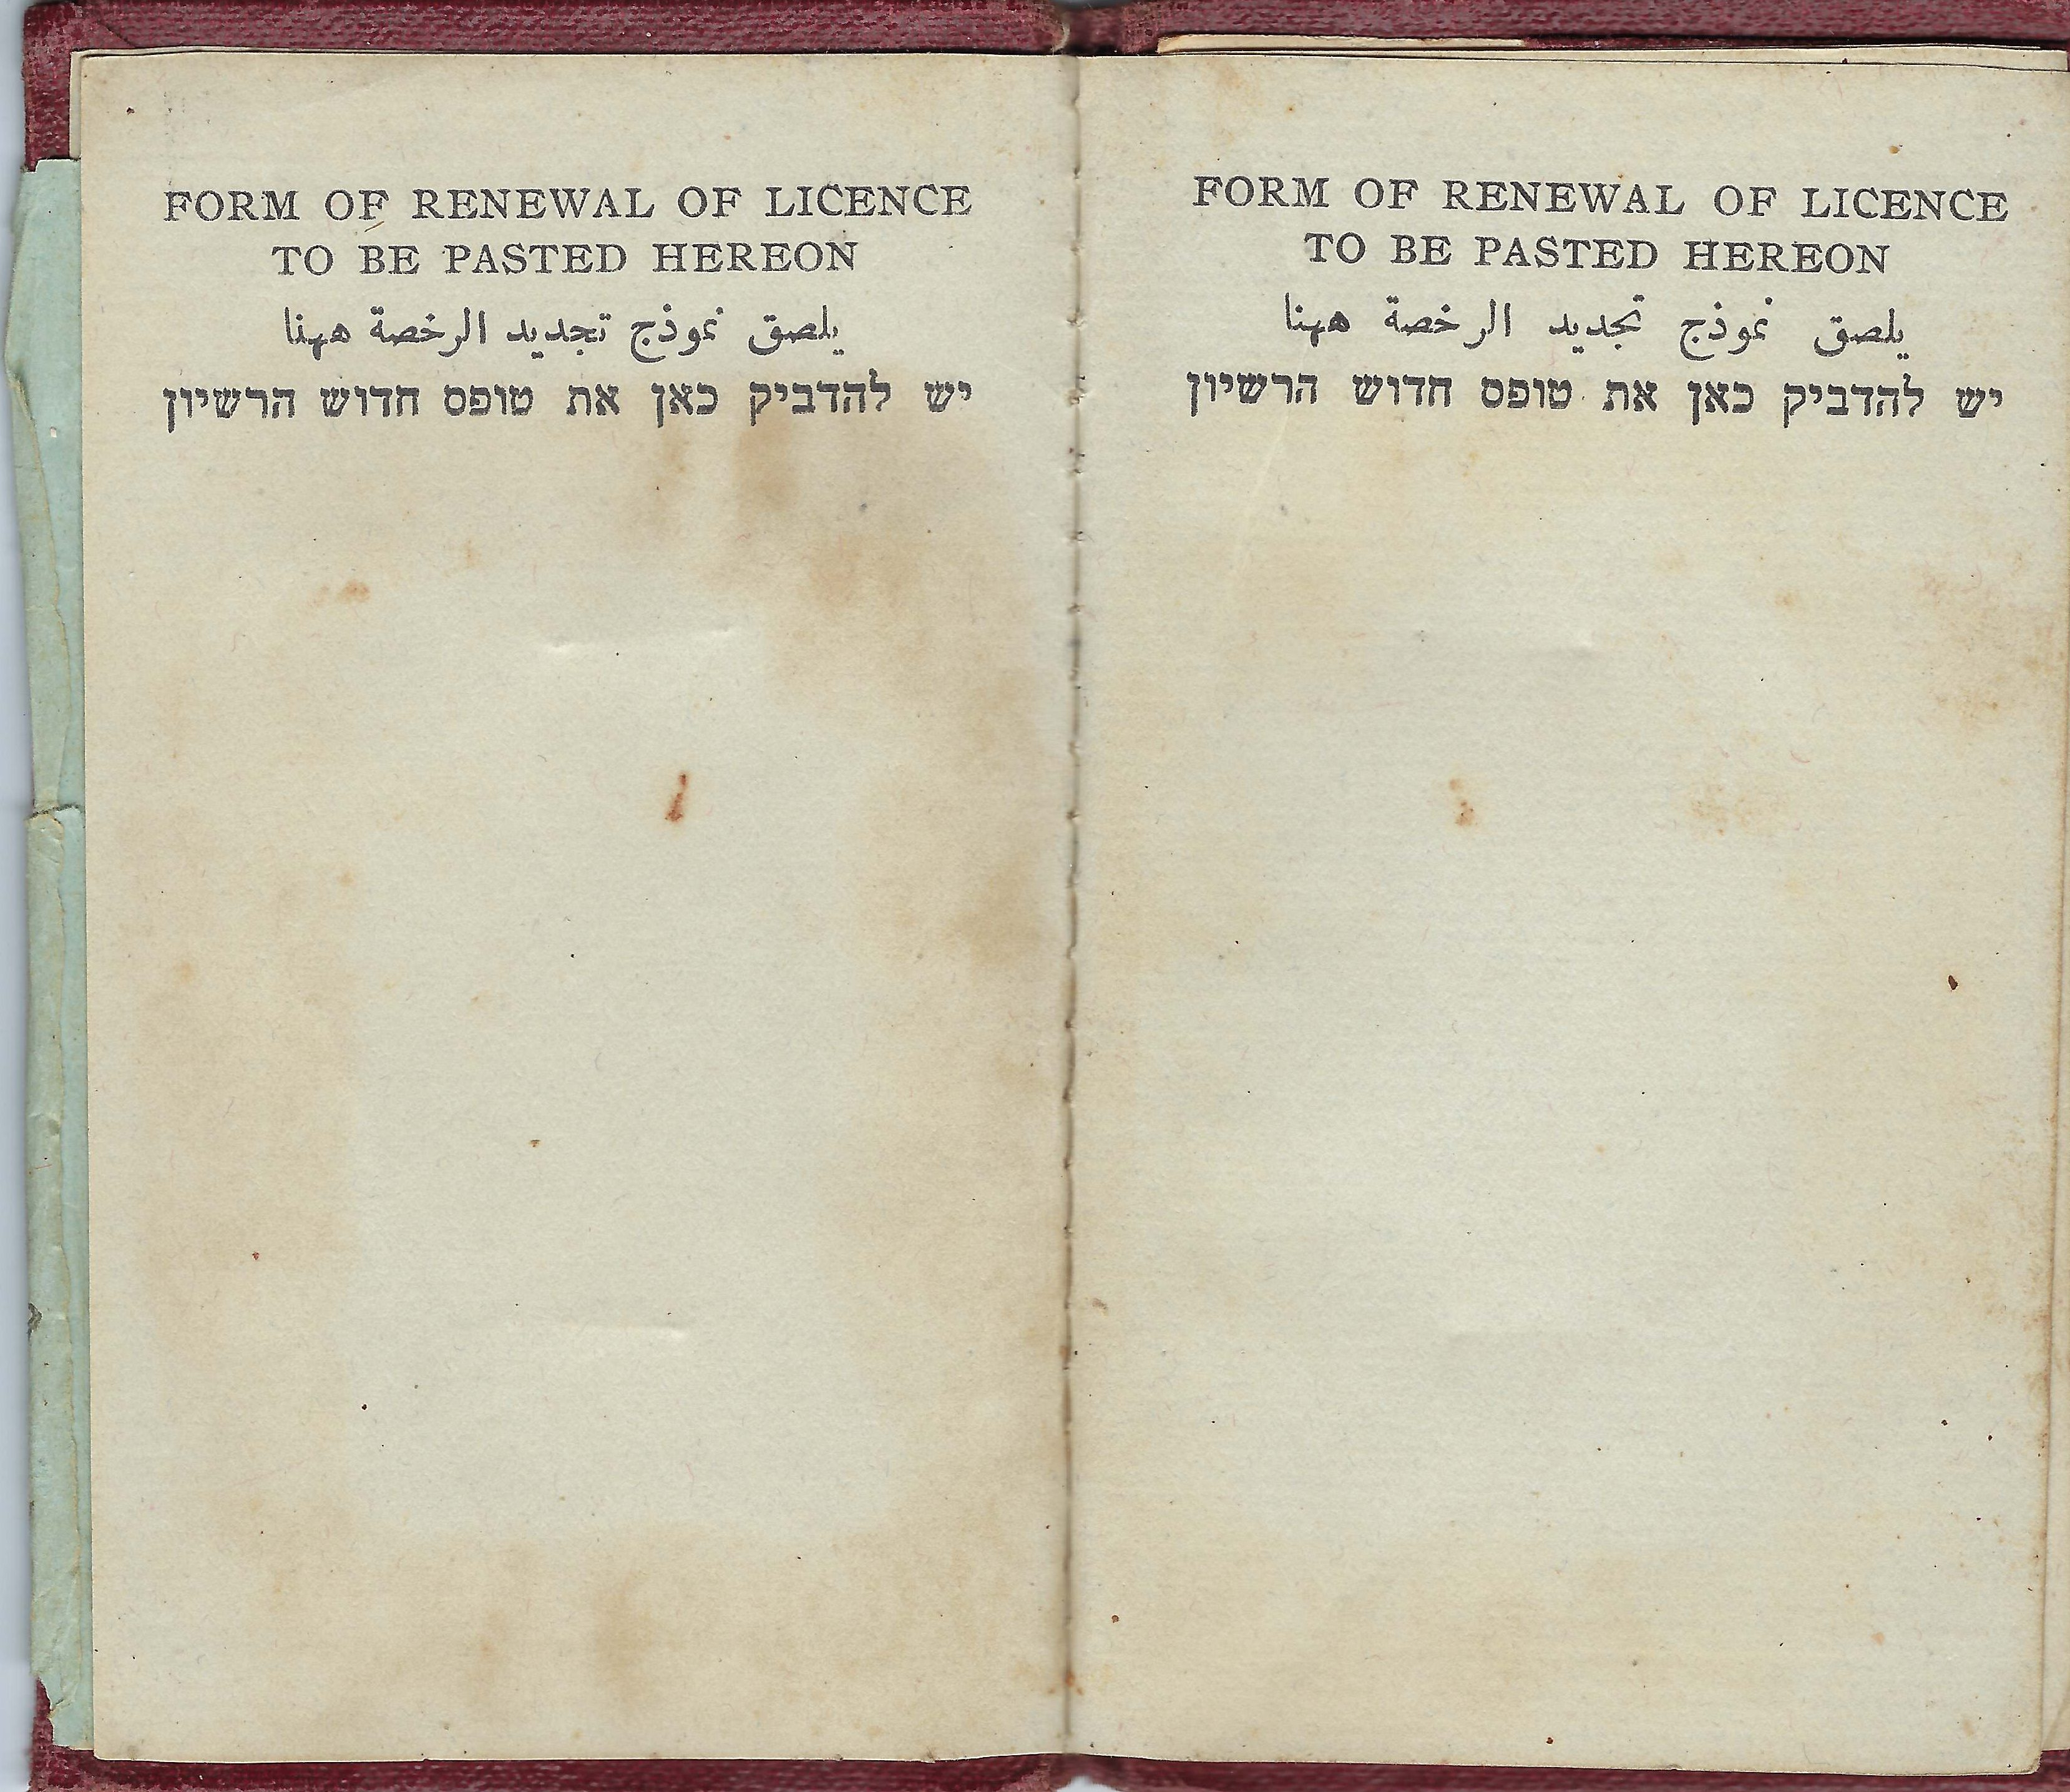 FORM OF RENEWAL OF LICENCE
TO BE PASTED HEREON
يلصق نموذج تجديد الرخصة ههنا
יש להדביק כאן את טופס חדוש הרשיון
FORM OF RENEWAL OF LICENCE
TO BE PASTED HEREON
يلصق نموذج تجديد الرخصة ههنا
יש להדביק כאן את טופס חדוש הרשיון